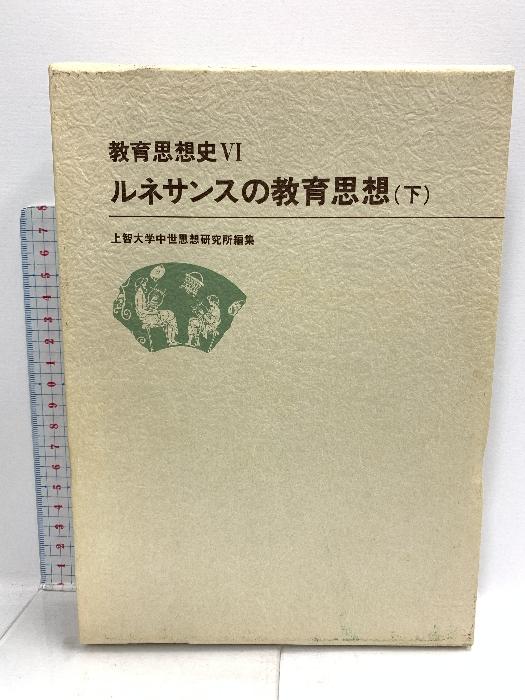 教育思想史 VI
ルネサンスの教育思想(下)
上智大学中世思想研究所編集